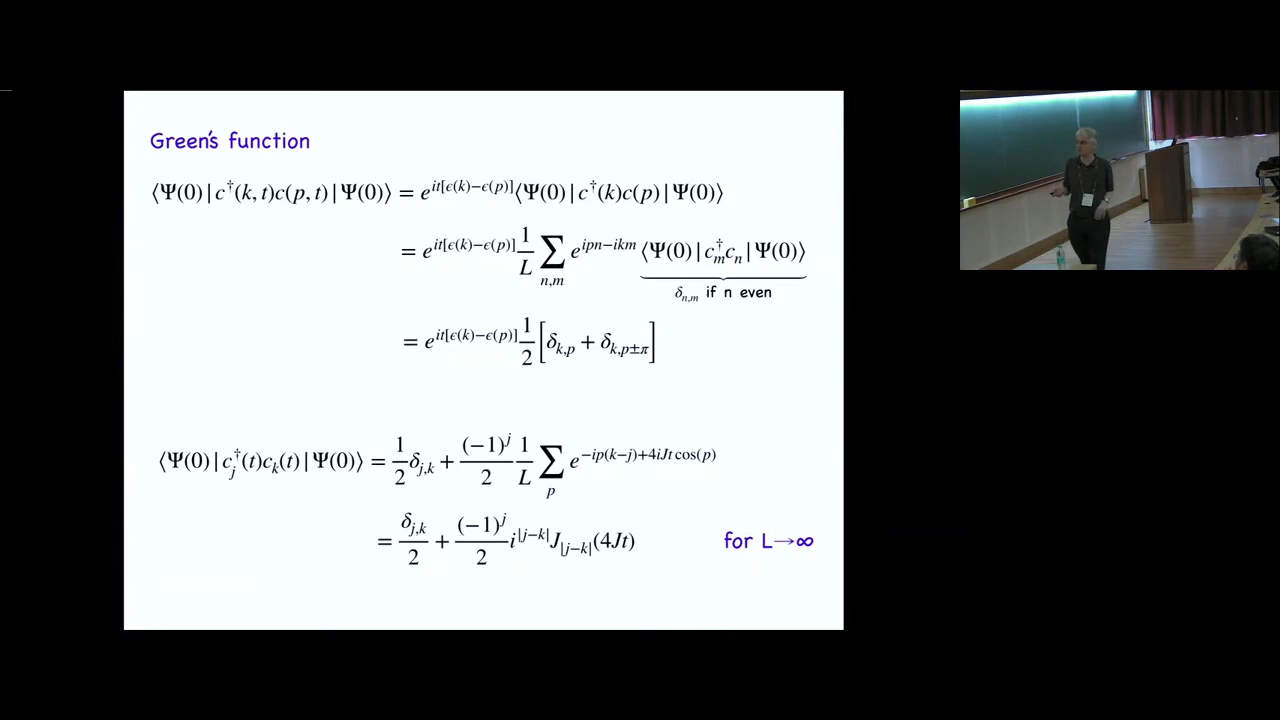 Green's function
⟨Ψ(0) | c†(k, t)c(p, t) | Ψ(0)⟩ = e^{it[ϵ(k)−ϵ(p)]}⟨Ψ(0) | c†(k)c(p) | Ψ(0)⟩
= e^{it[ϵ(k)−ϵ(p)]} 1/L ∑_{n,m} e^{ipn−ikm} ⟨Ψ(0) | c†_m c_n | Ψ(0)⟩
δ_{n,m} if n even
= e^{it[ϵ(k)−ϵ(p)]} 1/2 [δ_{k,p} + δ_{k,p±π}]
⟨Ψ(0) | c†_j(t)c_k(t) | Ψ(0)⟩ = 1/2 δ_{j,k} + (−1)^j/2 1/L ∑_p e^{−ip(k−j)+4iJt cos(p)}
= δ_{j,k}/2 + (−1)^j/2 i^{|j−k|} J_{|j−k|}(4Jt) for L→∞